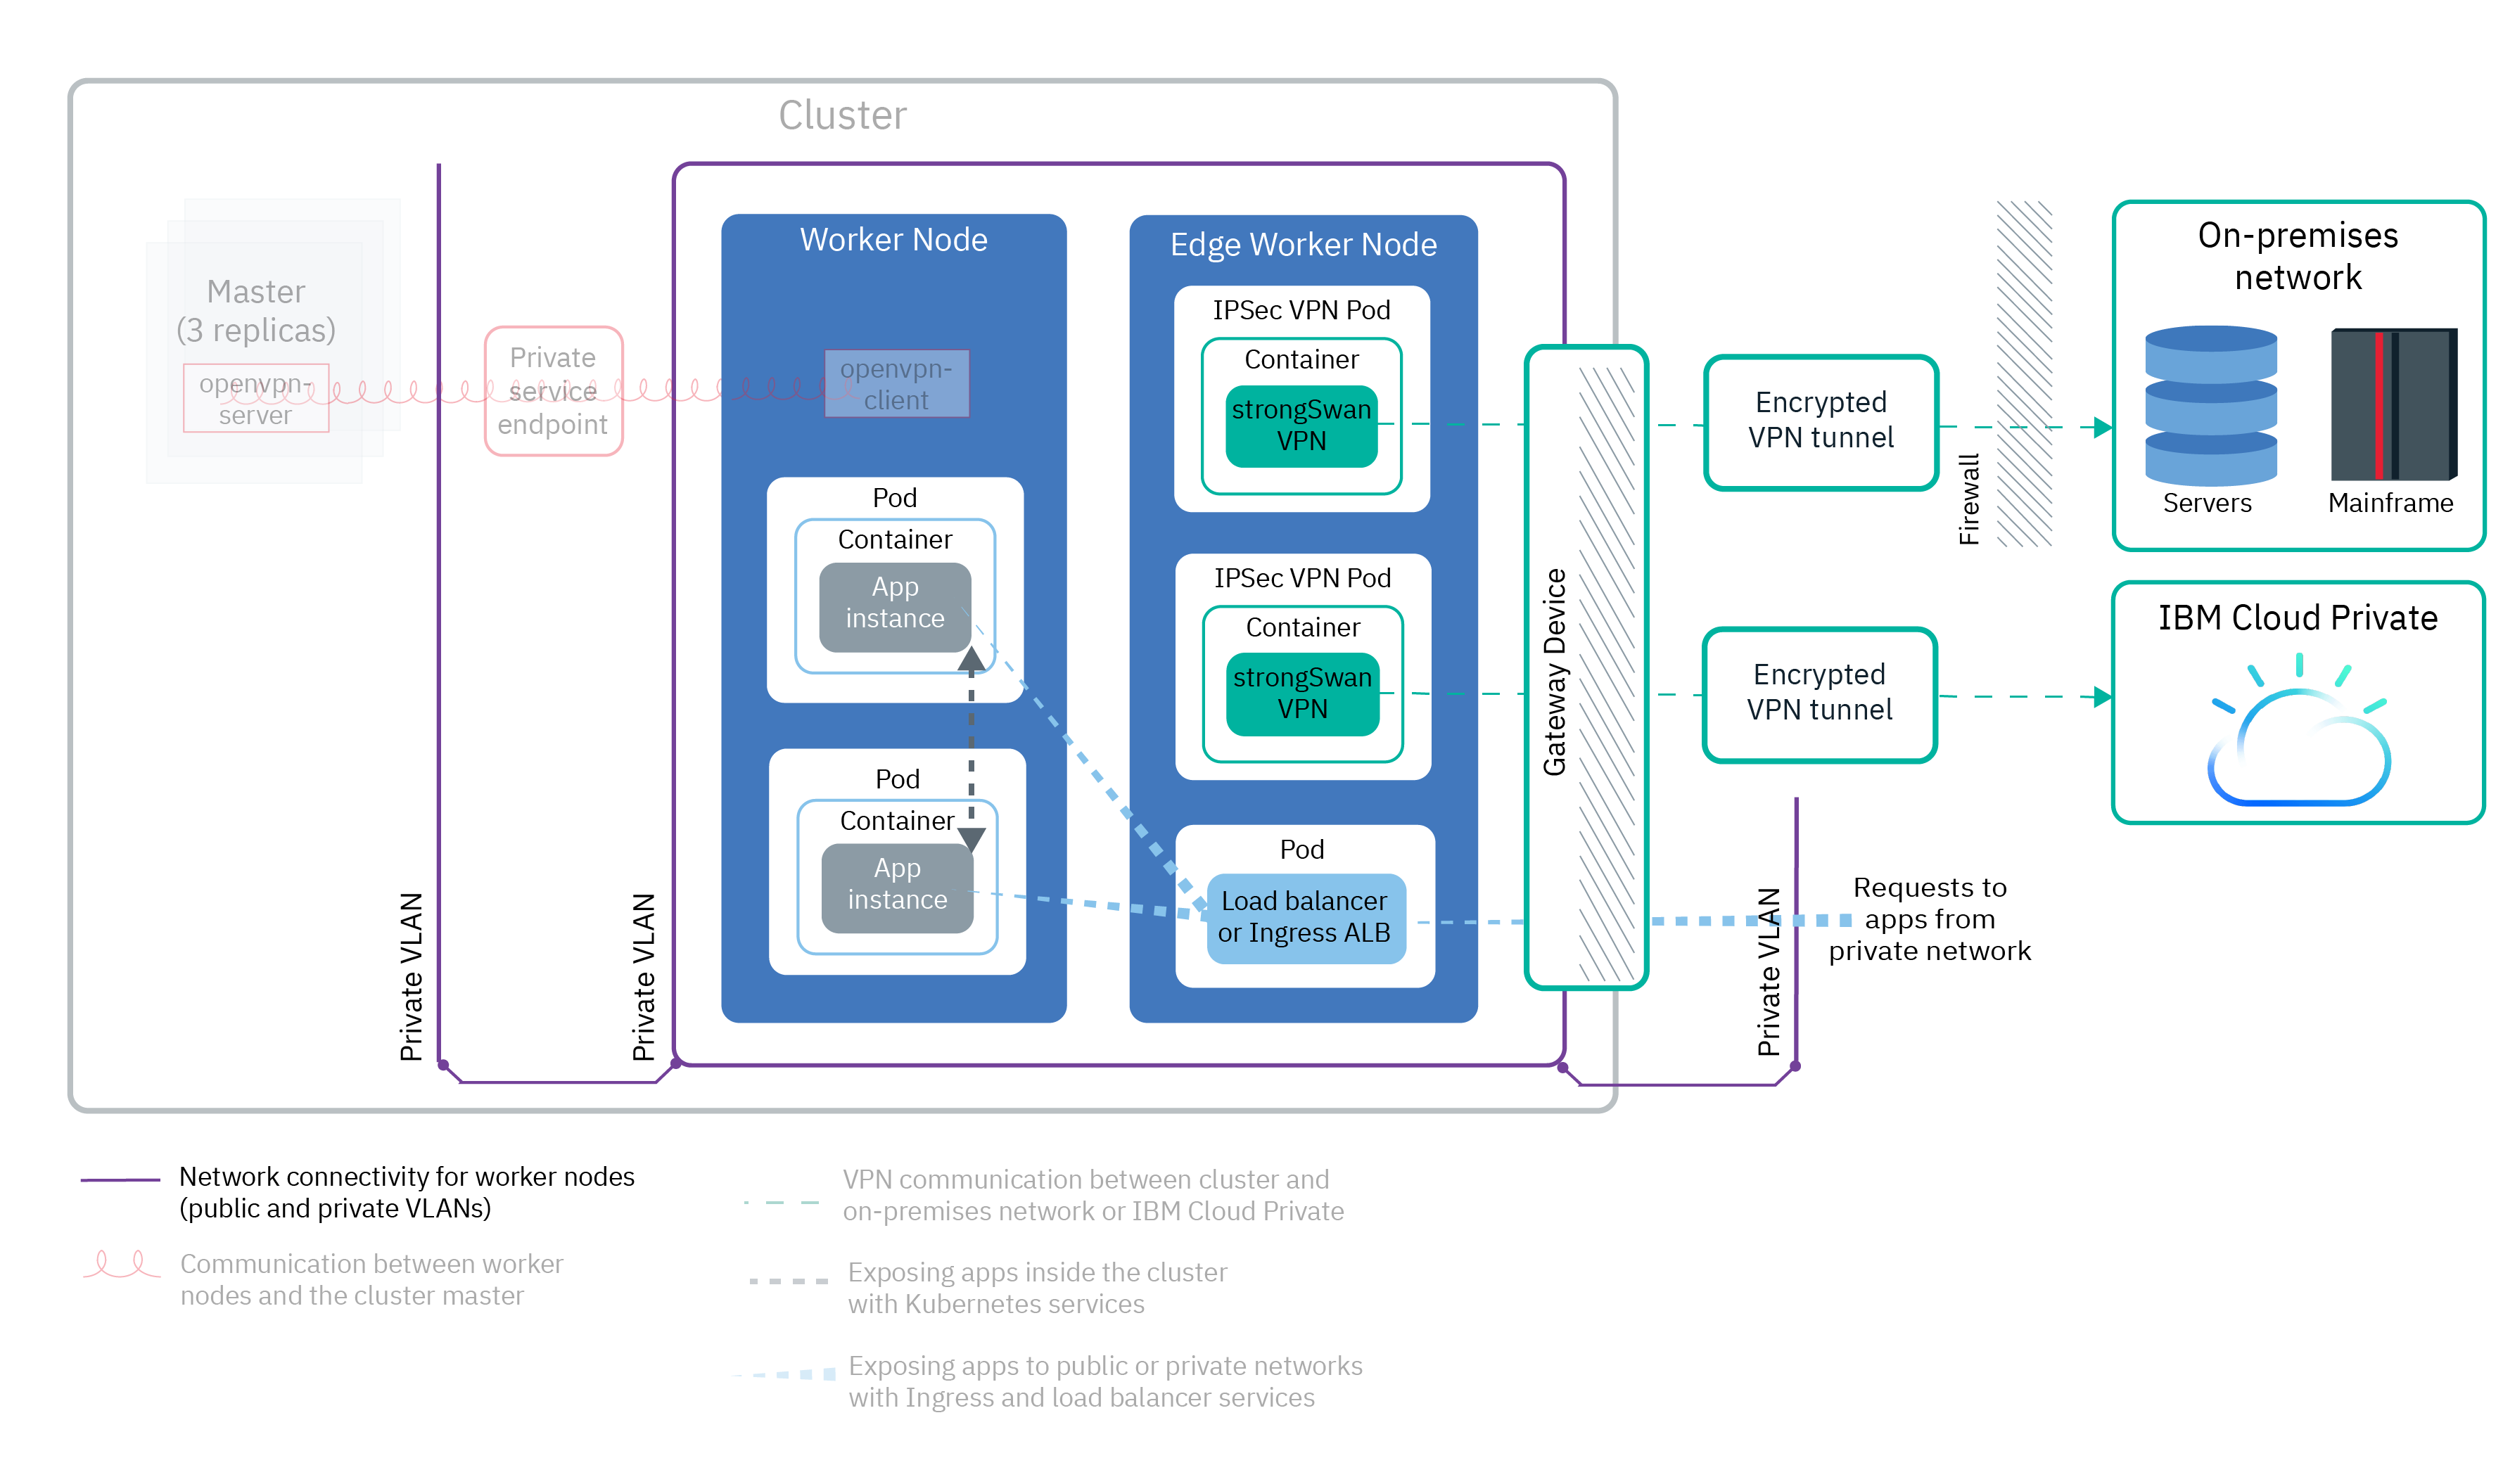 Cluster
Master
(3 replicas)
openvpn-
server
Private
service
endpoint
Private VLAN
Private VLAN
Worker Node
openvpn-
client
Pod
Container
App
instance
Pod
Container
App
instance
Edge Worker Node
IPSec VPN Pod
Container
strongSwan
VPN
IPSec VPN Pod
Container
strongSwan
VPN
Pod
Load balancer
or Ingress ALB
Gateway Device
Encrypted
VPN tunnel
Firewall
On-premises
network
Servers
Mainframe
Encrypted
VPN tunnel
IBM Cloud Private
Private VLAN
Requests to
apps from
private network
Network connectivity for worker nodes
(public and private VLANs)
Communication between worker
nodes and the cluster master
VPN communication between cluster and
on-premises network or IBM Cloud Private
Exposing apps inside the cluster
with Kubernetes services
Exposing apps to public or private networks
with Ingress and load balancer services